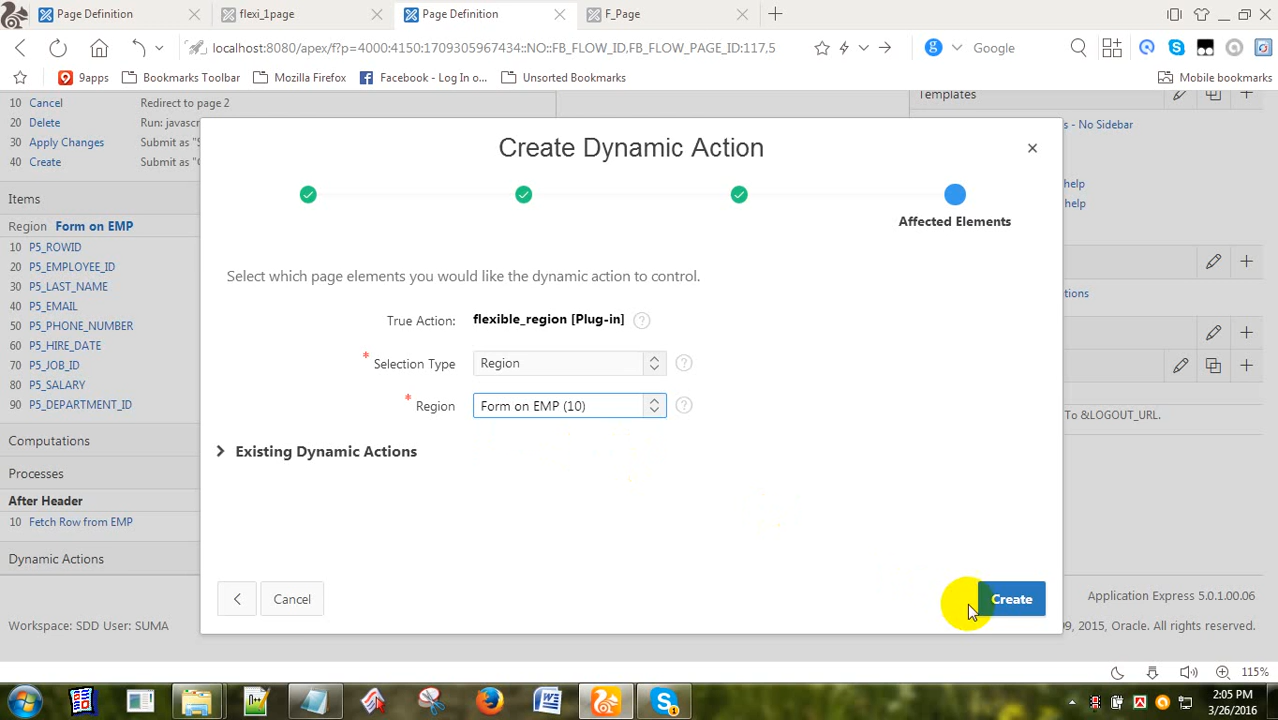 Page Definition
flexi_1page
Page Definition
F_Page
localhost:8080/apex/f?p=4000:4150:1709305967434::NO::FB_FLOW_ID,FB_FLOW_PAGE_ID:117,5
Google
9apps
Bookmarks Toolbar
Mozilla Firefox
Facebook - Log In o...
Unsorted Bookmarks
Mobile bookmarks
10 Cancel Redirect to page 2
20 Delete Run: javasc
40 Apply Changes Submit as "S
40 Create Submit as "C
Items
Region Form on EMP
10 P5_ROWID
20 P5_EMPLOYEE_ID
30 P5_LAST_NAME
40 P5_EMAIL
50 P5_PHONE_NUMBER
60 P5_HIRE_DATE
70 P5_JOB_ID
80 P5_SALARY
90 P5_DEPARTMENT_ID
Computations
Processes
After Header
10 Fetch Row from EMP
Dynamic Actions
Workspace: SDD User: SUMA
Create Dynamic Action
Affected Elements
Select which page elements you would like the dynamic action to control.
True Action: flexible_region [Plug-in]
* Selection Type Region
* Region Form on EMP (10)
Existing Dynamic Actions
Cancel
Create
Templates
s - No Sidebar
help
help
tions
To &LOGOUT_URL.
Application Express 5.0.1.00.06
99, 2015, Oracle. All rights reserved.
115%
2:05 PM
3/26/2016